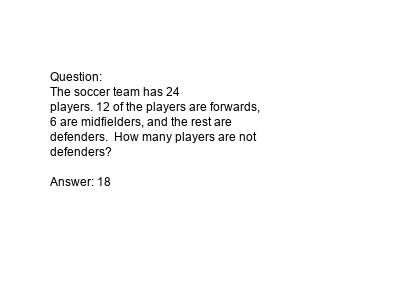 Question:
The soccer team has 24
players. 12 of the players are forwards,
6 are midfielders, and the rest are
defenders.  How many players are not
defenders?
Answer: 18